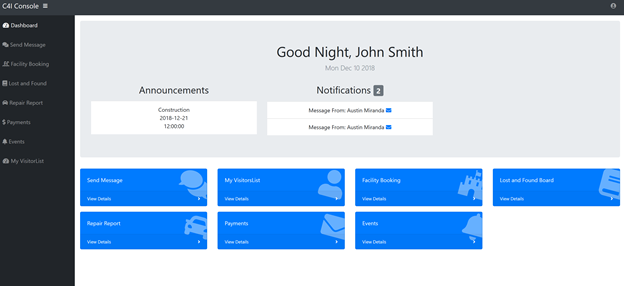 C4I Console
Dashboard
Send Message
Facility Booking
Lost and Found
Repair Report
Payments
Events
My VisitorList
Good Night, John Smith
Mon Dec 10 2018
Announcements
Construction
2018-12-21
12:00:00
Notifications 2
Message From: Austin Miranda
Message From: Austin Miranda
Send Message
View Details
My VisitorsList
View Details
Facility Booking
View Details
Lost and Found Board
View Details
Repair Report
View Details
Payments
View Details
Events
View Details